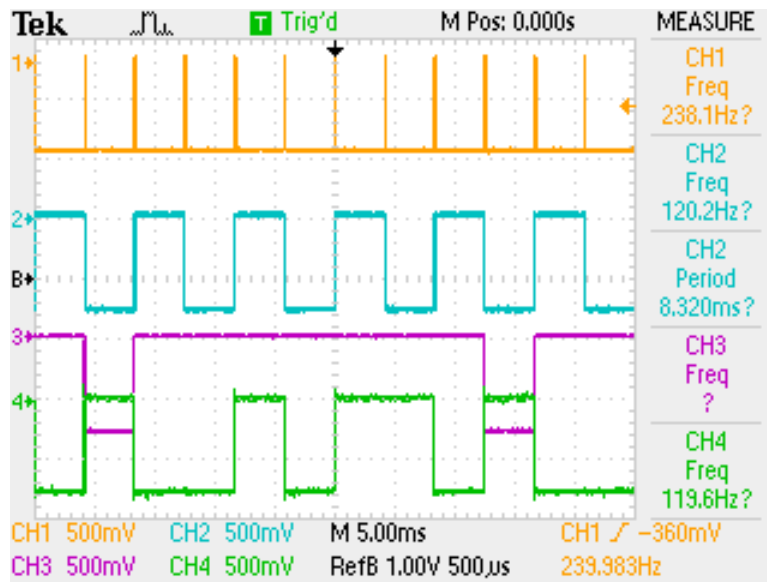 Tek T Trig'd M Pos: 0.000s MEASURE
CH1
Freq
238.1Hz?
CH2
Freq
120.2Hz?
CH2
Period
8.320ms?
CH3
Freq
?
CH4
Freq
119.6Hz?
1
2
B
3
4
CH1 500mV CH2 500mV M 5.00ms CH1 -360mV
CH3 500mV CH4 500mV RefB 1.00V 500µs 239.983Hz